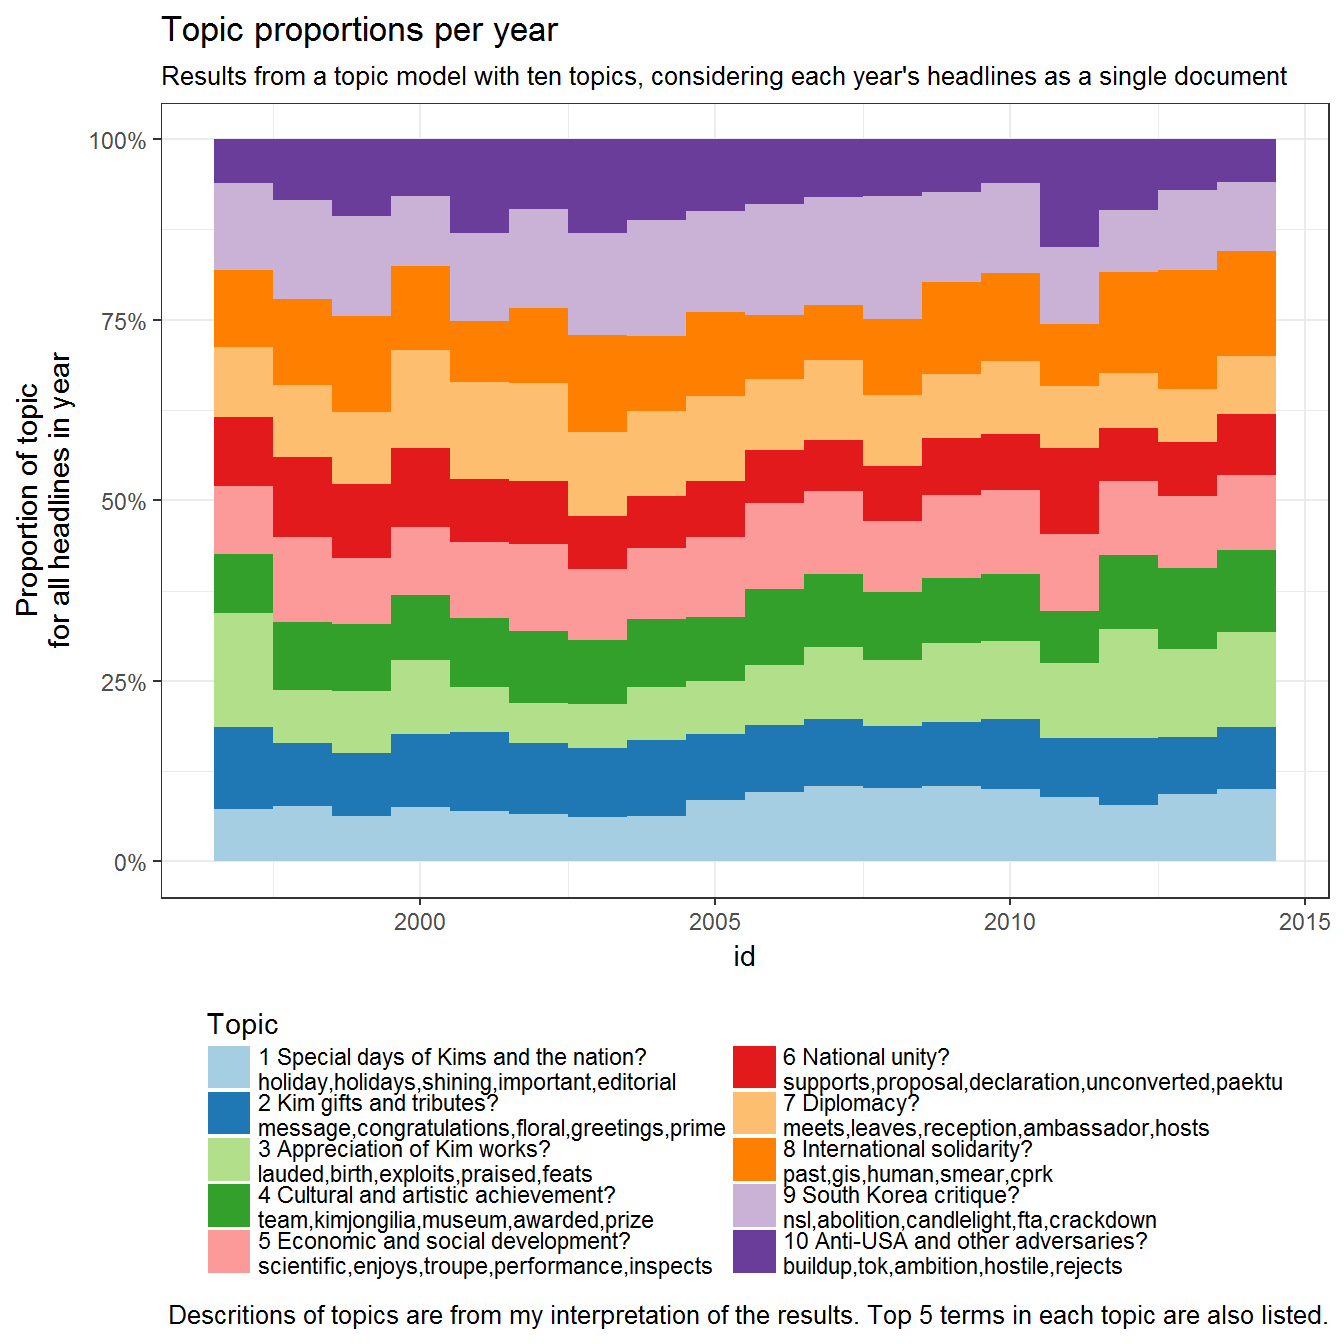 Topic proportions per year
Results from a topic model with ten topics, considering each year's headlines as a single document
Proportion of topic
for all headlines in year
100%
75%
50%
25%
0%
2000
2005
2010
2015
id
Topic
1 Special days of Kims and the nation?
holiday,holidays,shining,important,editorial
2 Kim gifts and tributes?
message,congratulations,floral,greetings,prime
3 Appreciation of Kim works?
lauded,birth,exploits,praised,feats
4 Cultural and artistic achievement?
team,kimjongilia,museum,awarded,prize
5 Economic and social development?
scientific,enjoys,troupe,performance,inspects
6 National unity?
supports,proposal,declaration,unconverted,paektu
7 Diplomacy?
meets,leaves,reception,ambassador,hosts
8 International solidarity?
past,gis,human,smear,cprk
9 South Korea critique?
nsl,abolition,candlelight,fta,crackdown
10 Anti-USA and other adversaries?
buildup,tok,ambition,hostile,rejects
Descritions of topics are from my interpretation of the results. Top 5 terms in each topic are also listed.